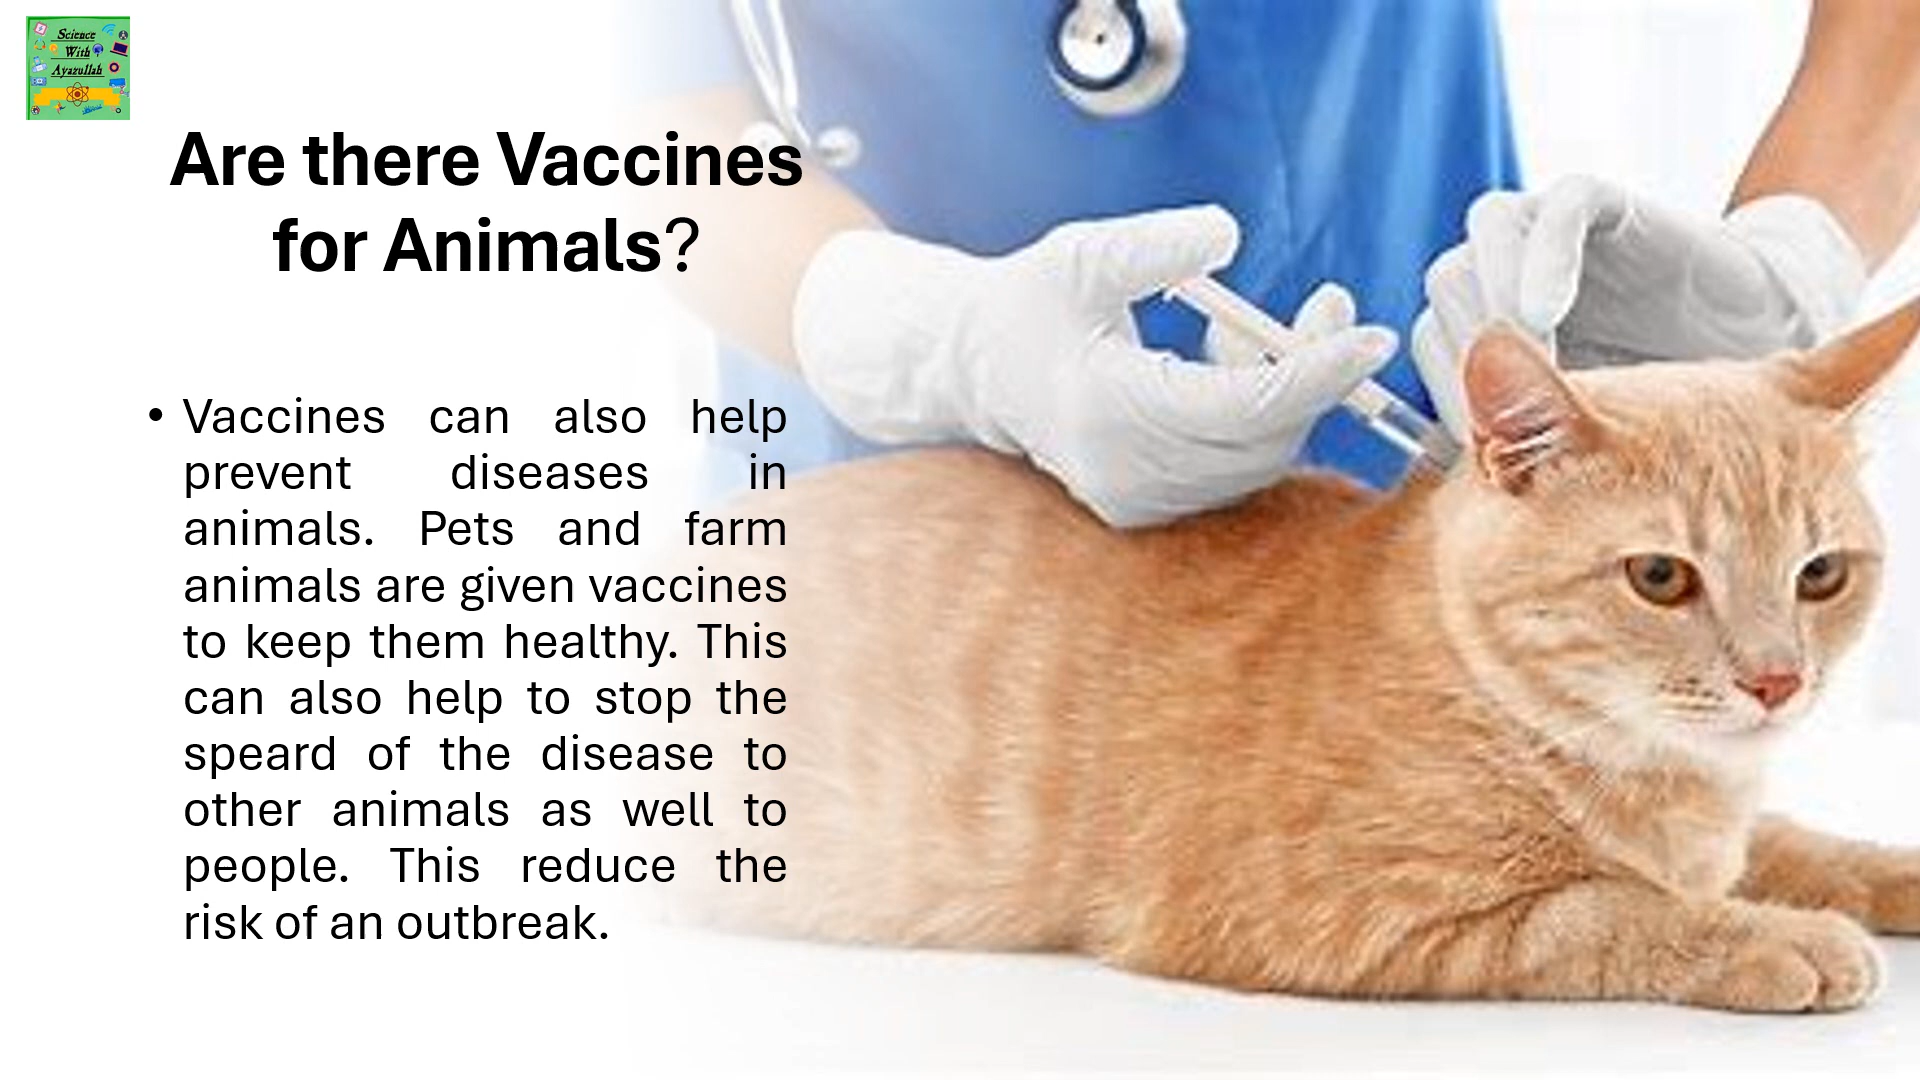 Science
With
Ayazullah
Are there Vaccines
for Animals?
• Vaccines can also help
prevent diseases in
animals. Pets and farm
animals are given vaccines
to keep them healthy. This
can also help to stop the
speard of the disease to
other animals as well to
people. This reduce the
risk of an outbreak.